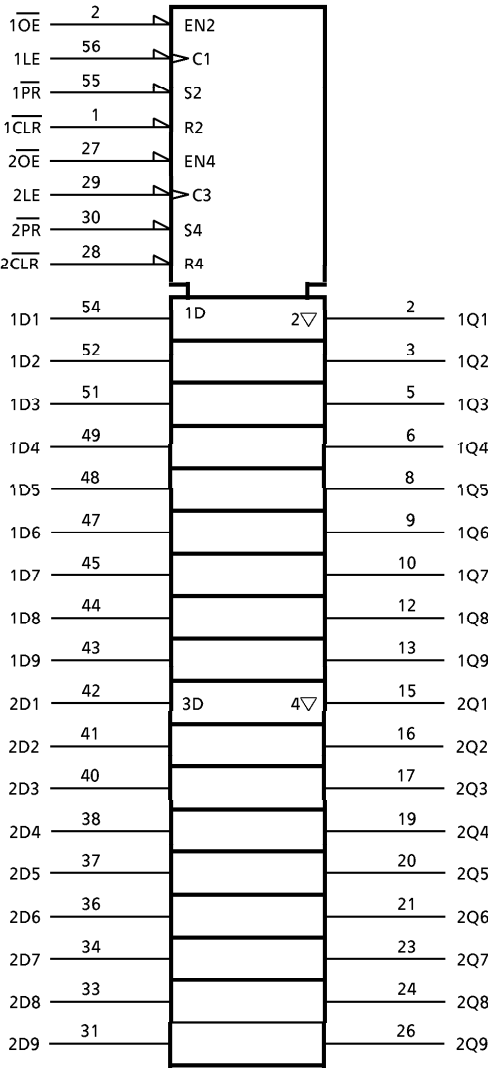 1OE 2 EN2
1LE 56 C1
1PR 55 S2
1CLR 1 R2
2OE 27 EN4
2LE 29 C3
2PR 30 S4
2CLR 28 R4
1D1 54 1D 2▽ 2 1Q1
1D2 52 3 1Q2
1D3 51 5 1Q3
1D4 49 6 1Q4
1D5 48 8 1Q5
1D6 47 9 1Q6
1D7 45 10 1Q7
1D8 44 12 1Q8
1D9 43 13 1Q9
2D1 42 3D 4▽ 15 2Q1
2D2 41 16 2Q2
2D3 40 17 2Q3
2D4 38 19 2Q4
2D5 37 20 2Q5
2D6 36 21 2Q6
2D7 34 23 2Q7
2D8 33 24 2Q8
2D9 31 26 2Q9